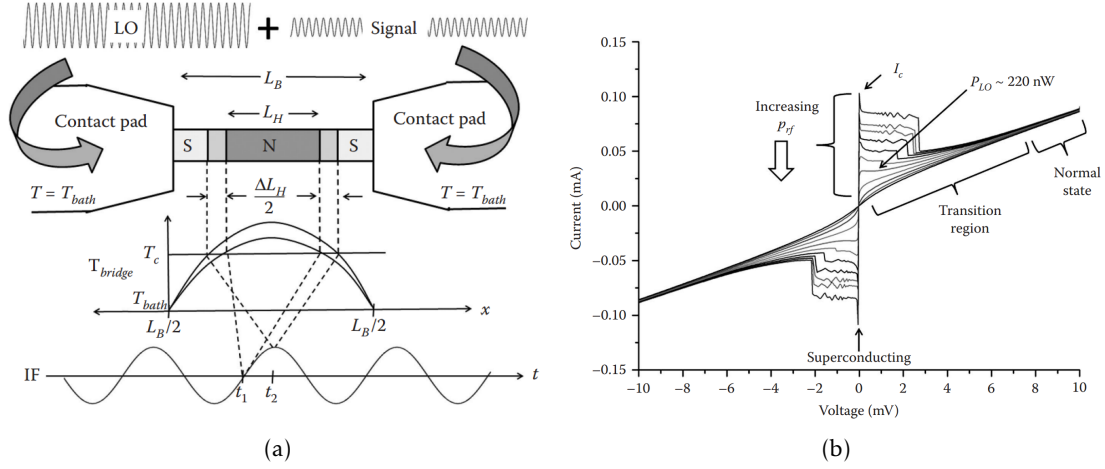 LO
Signal
L_B
L_H
Contact pad
Contact pad
S
N
S
T = T_bath
ΔL_H
2
T = T_bath
T_bridge
T_c
T_bath
x
L_B/2
L_B/2
IF
t
t_1
t_2
(a)
0.15
0.10
0.05
0.00
−0.05
−0.10
−0.15
Current (mA)
I_c
P_LO ~ 220 nW
Increasing
p_rf
Normal
state
Transition
region
Superconducting
−10
−8
−6
−4
−2
0
2
4
6
8
10
Voltage (mV)
(b)